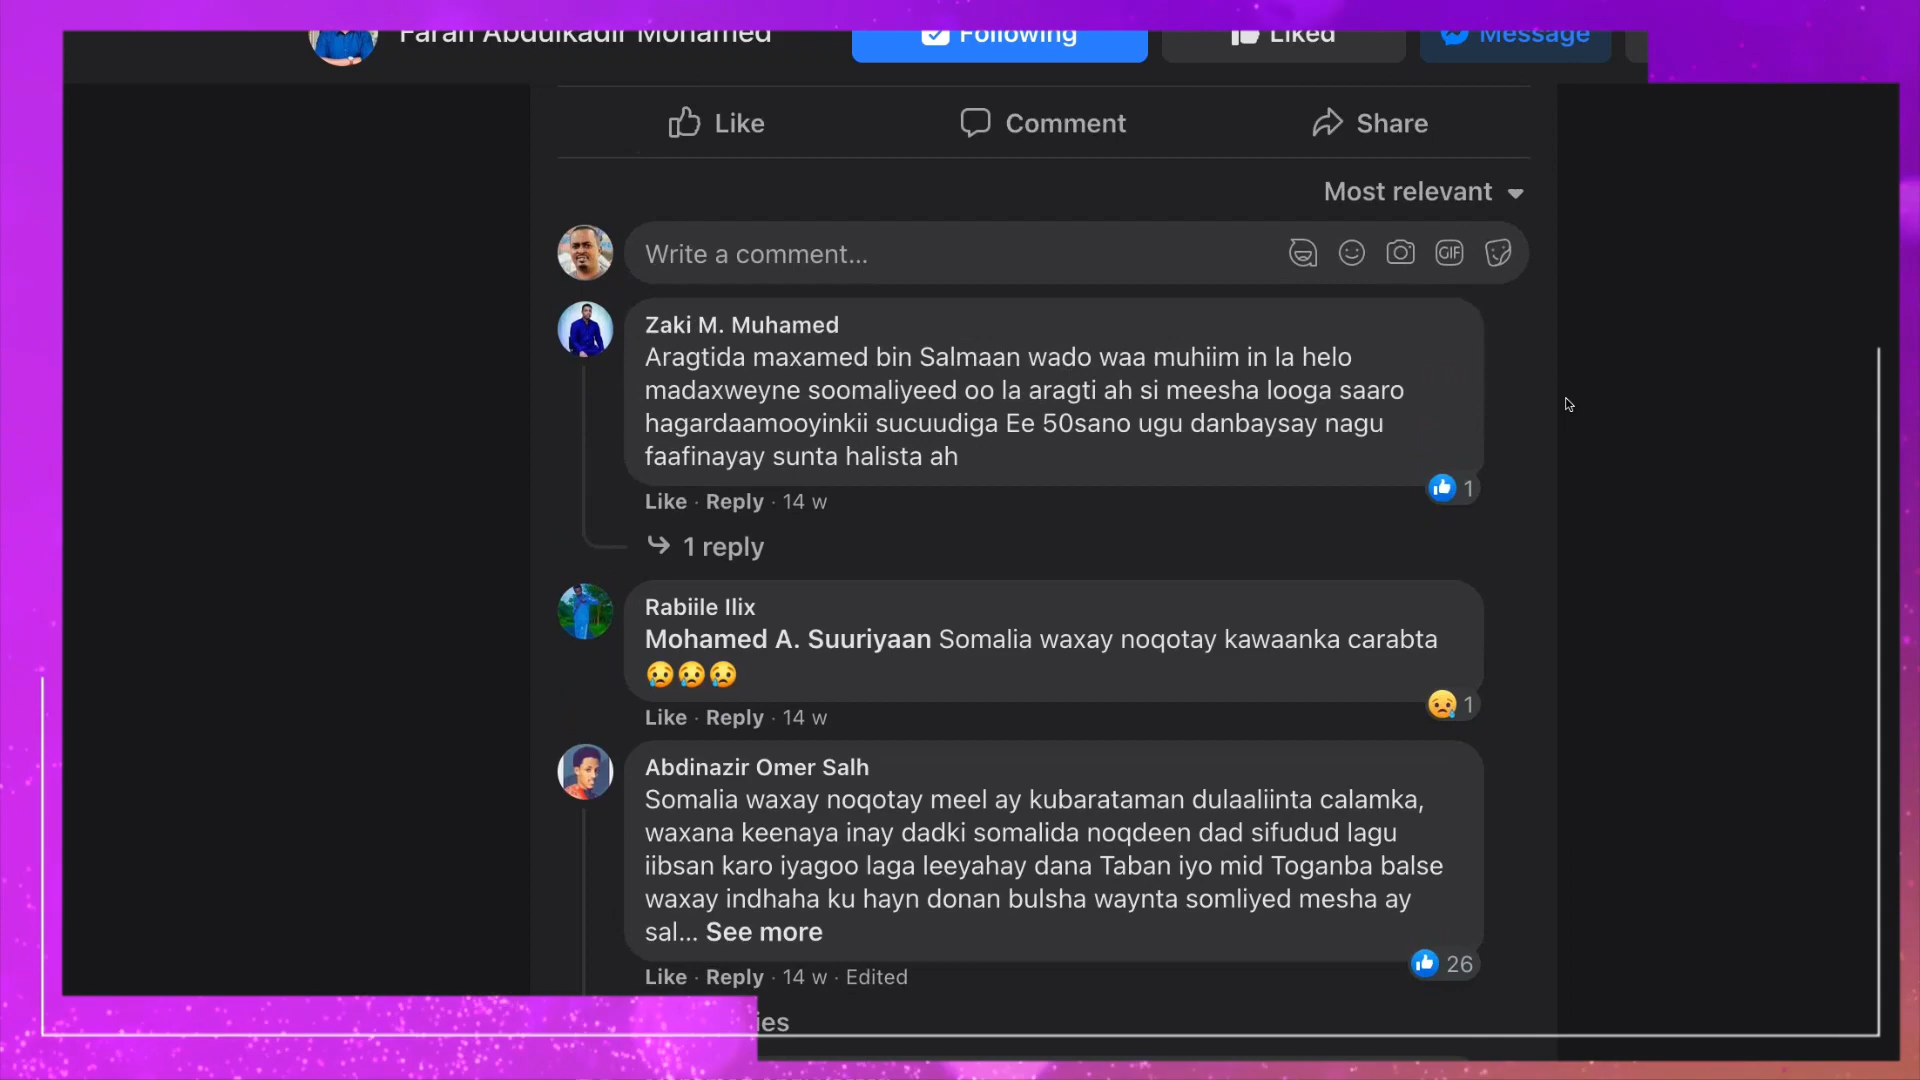 Farah Abdulkadir Mohamed
Following
Liked
Message
Like
Comment
Share
Most relevant
Write a comment...
GIF
Zaki M. Muhamed
Aragtida maxamed bin Salmaan wado waa muhiim in la helo
madaxweyne soomaliyeed oo la aragti ah si meesha looga saaro
hagardaamooyinkii sucuudiga Ee 50sano ugu danbaysay nagu
faafinayay sunta halista ah
Like · Reply · 14 w
1
1 reply
Rabiile Ilix
Mohamed A. Suuriyaan Somalia waxay noqotay kawaanka carabta
😥😥😥
Like · Reply · 14 w
1
Abdinazir Omer Salh
Somalia waxay noqotay meel ay kubarataman dulaaliinta calamka,
waxana keenaya inay dadki somalida noqdeen dad sifudud lagu
iibsan karo iyagoo laga leeyahay dana Taban iyo mid Toganba balse
waxay indhaha ku hayn donan bulsha waynta somliyed mesha ay
sal... See more
Like · Reply · 14 w · Edited
26
ies